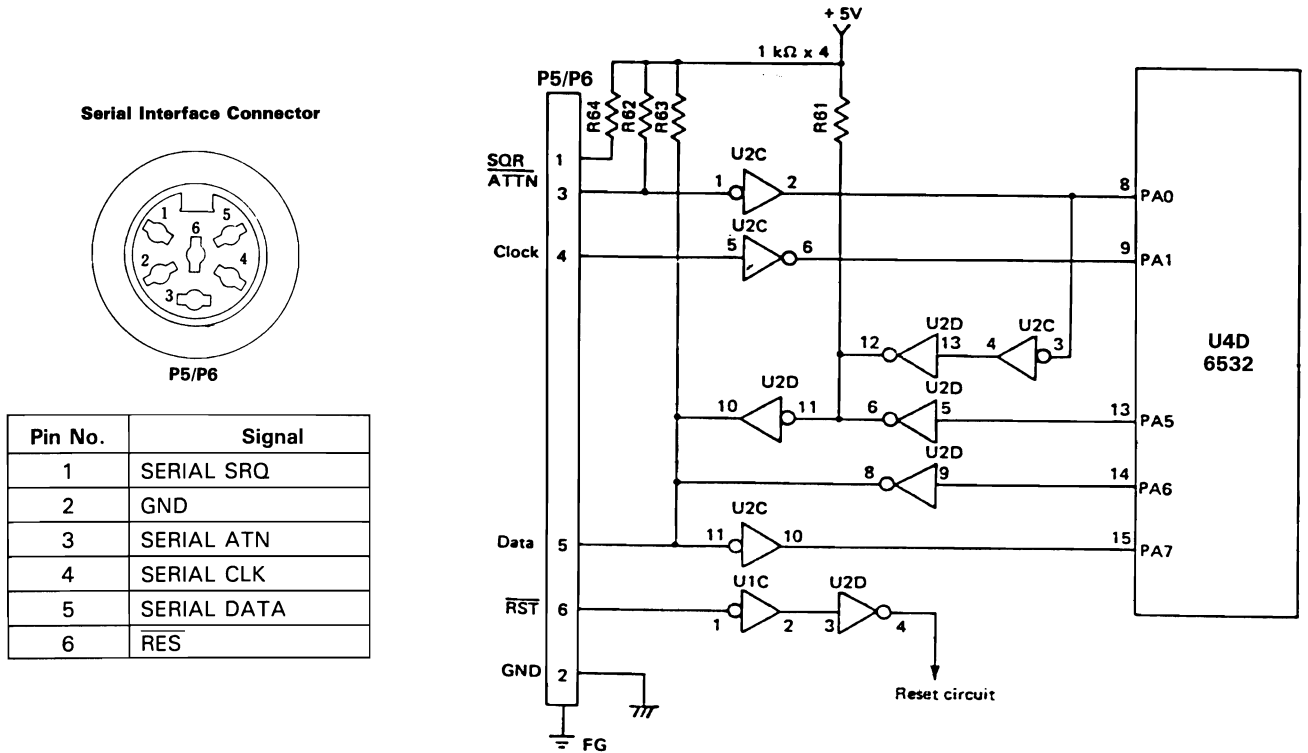 Serial Interface Connector
1
5
6
2
4
3
P5/P6
Pin No. Signal
1 SERIAL SRQ
2 GND
3 SERIAL ATN
4 SERIAL CLK
5 SERIAL DATA
6 R̅E̅S̅
+ 5V
1 kΩ x 4
P5/P6
R64
R62
R63
R61
SQR 1
A̅T̅T̅N̅ 3
1 U2C 2
8 PA0
Clock 4
5 U2C 6
9 PA1
12 U2D 13
4 U2C 3
U4D
6532
10 U2D 11
6 U2D 5
13 PA5
8 U2D 9
14 PA6
Data 5
11 U2C 10
15 PA7
R̅S̅T̅ 6
1 U1C 2
3 U2D 4
GND 2
Reset circuit
FG